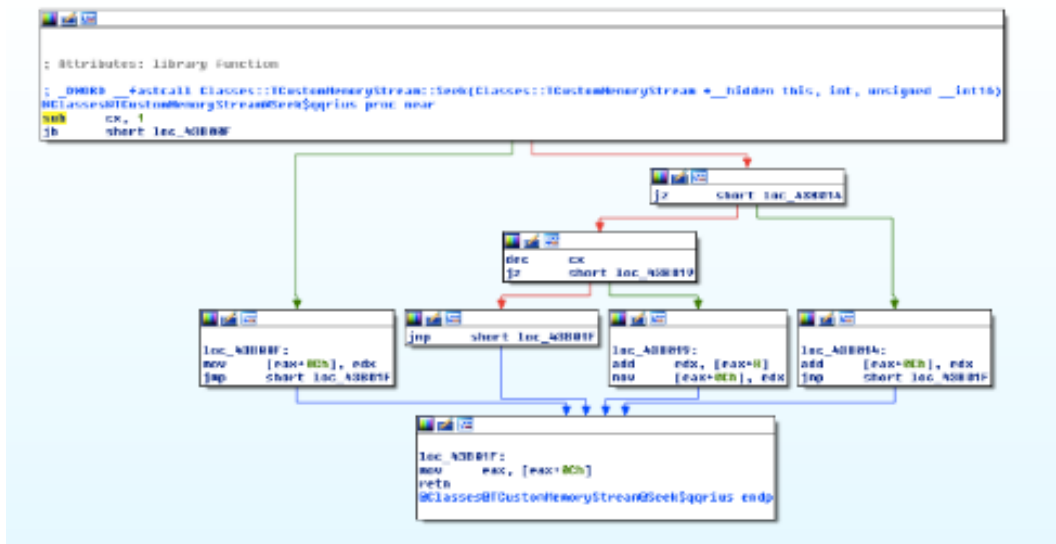 ; Attributes: library function
; _DWORD __fastcall Classes::TCustomMemoryStream::Seek(Classes::TCustomMemoryStream *__hidden this, int, unsigned __int16)
@Classes@TCustomMemoryStream@Seek$qqrius proc near
sub cx, 1
jb short loc_43B00F
jz short loc_43B014
dec cx
jz short loc_43B019
loc_43B00F:
mov [eax+0Ch], edx
jmp short loc_43B01F
jmp short loc_43B01F
loc_43B019:
add edx, [eax+8]
mov [eax+0Ch], edx
loc_43B014:
add [eax+0Ch], edx
jmp short loc_43B01F
loc_43B01F:
mov eax, [eax+0Ch]
retn
@Classes@TCustomMemoryStream@Seek$qqrius endp